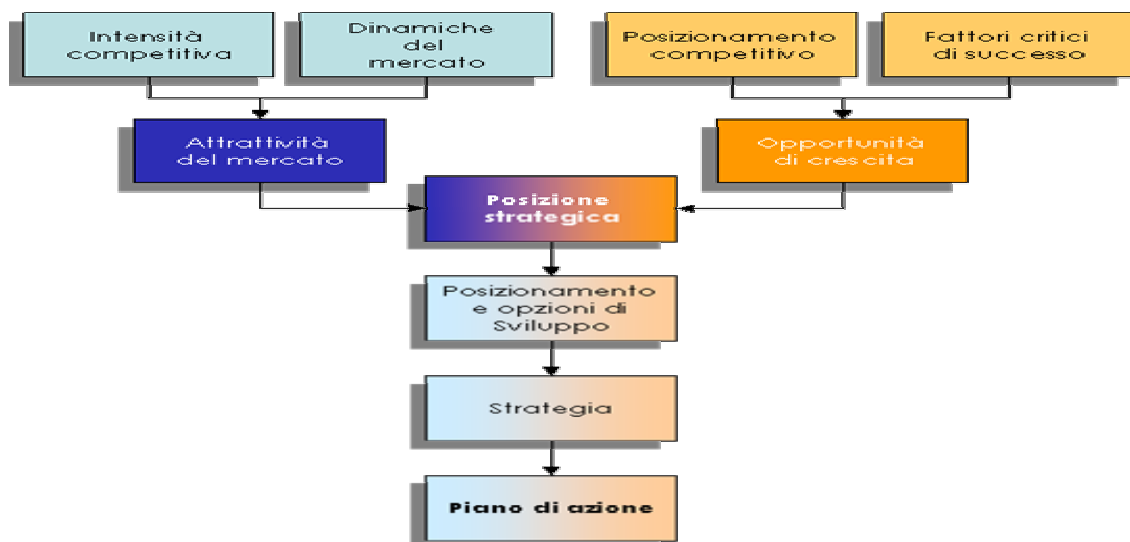 Intensità
competitiva
Dinamiche
del
mercato
Posizionamento
competitivo
Fattori critici
di successo
Attrattività
del mercato
Opportunità
di crescita
Posizione
strategica
Posizionamento
e opzioni di
Sviluppo
Strategia
Piano di azione